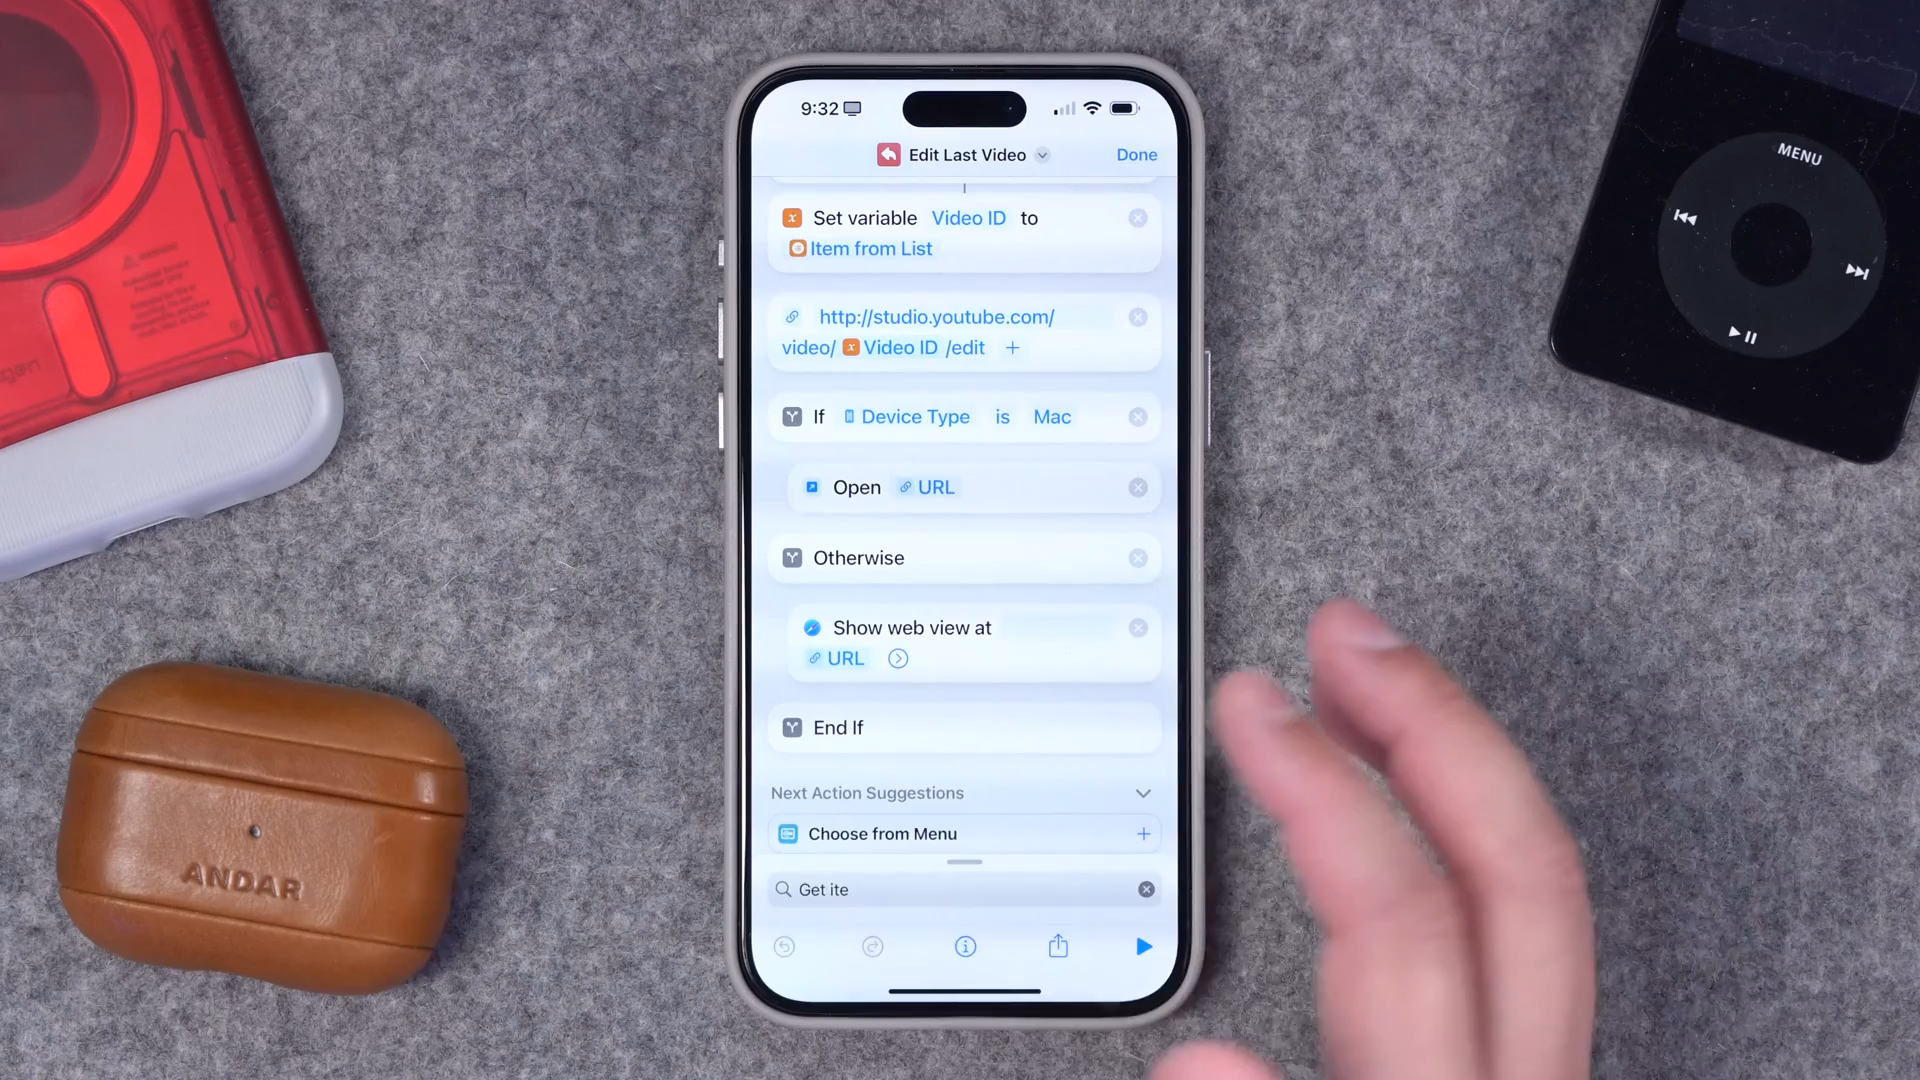 9:32
Edit Last Video
Done
Set variable Video ID to
Item from List
http://studio.youtube.com/
video/ Video ID /edit +
If Device Type is Mac
Open URL
Otherwise
Show web view at
URL
End If
Next Action Suggestions
Choose from Menu +
Get ite
MENU
ANDAR